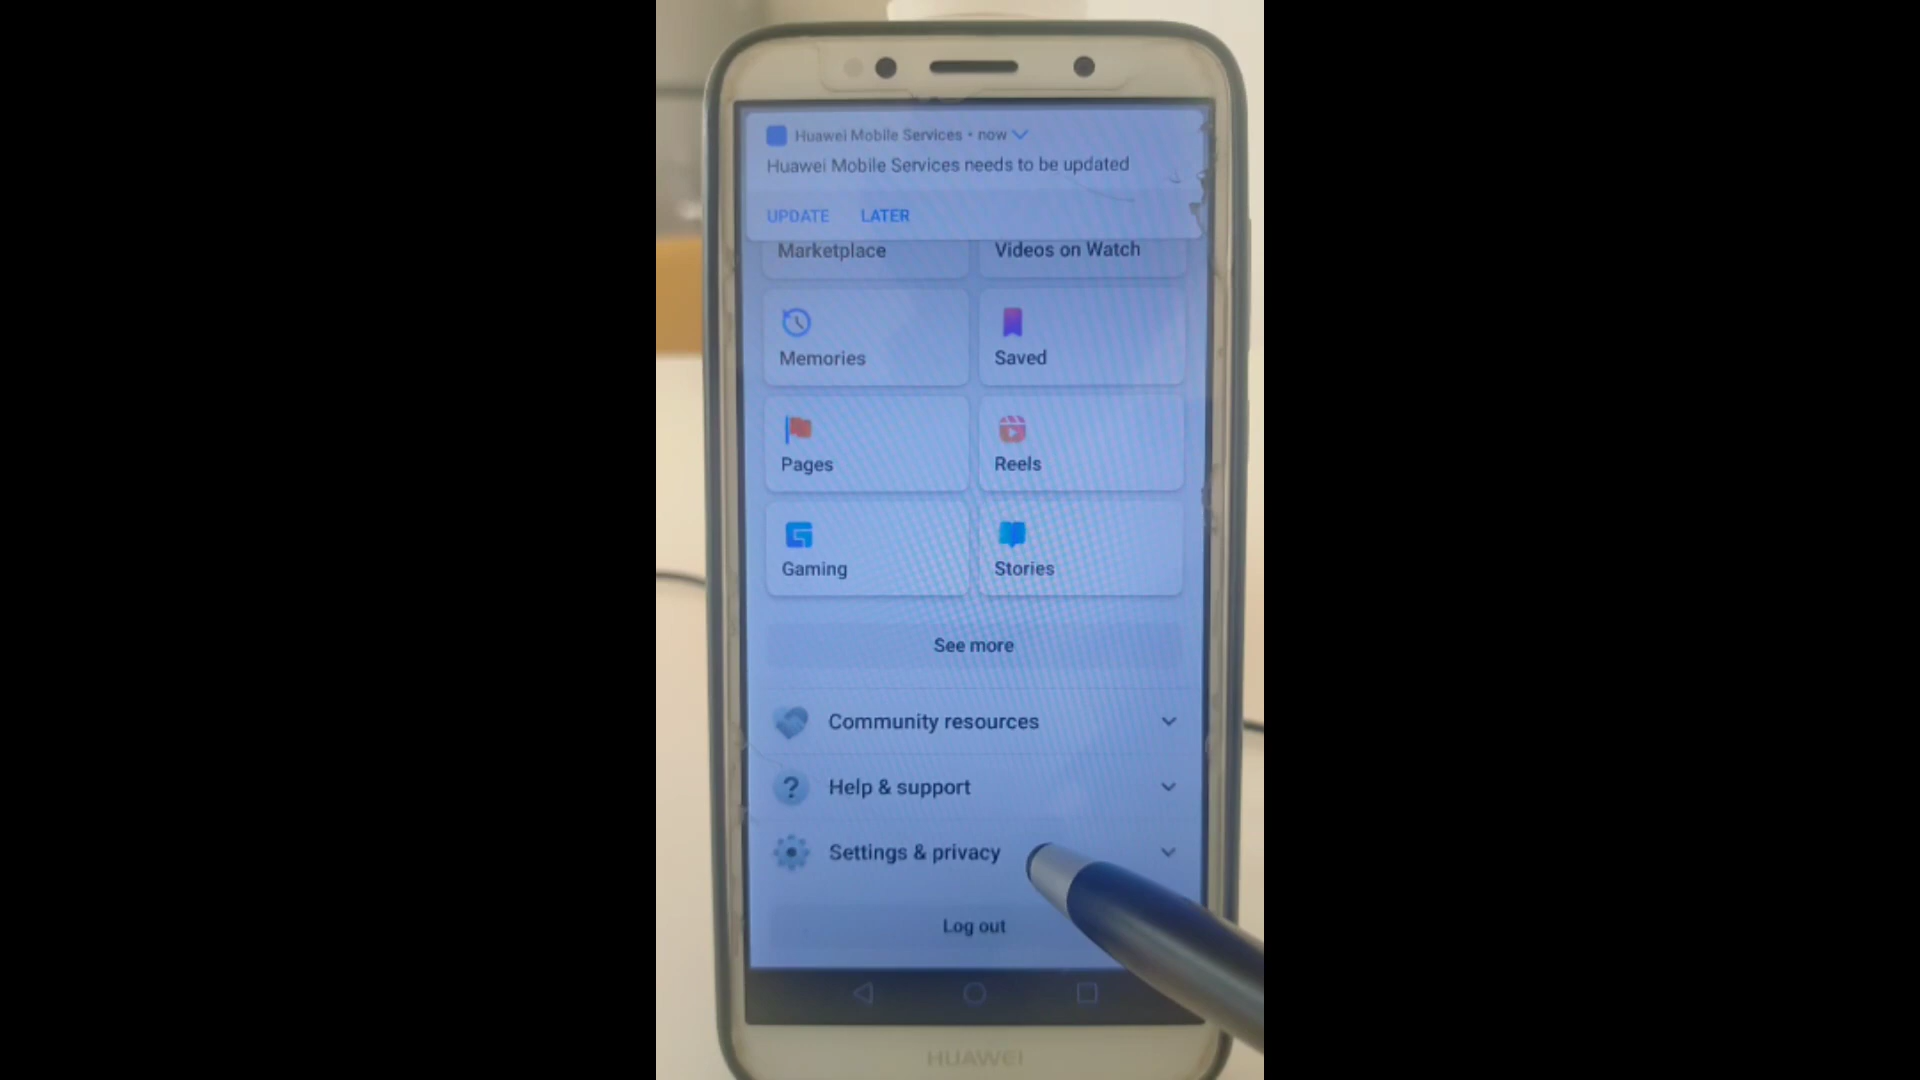 Huawei Mobile Services • now
Huawei Mobile Services needs to be updated
UPDATE LATER
Marketplace Videos on Watch
Memories Saved
Pages Reels
Gaming Stories
See more
Community resources
? Help & support
Settings & privacy
Log out
HUAWEI